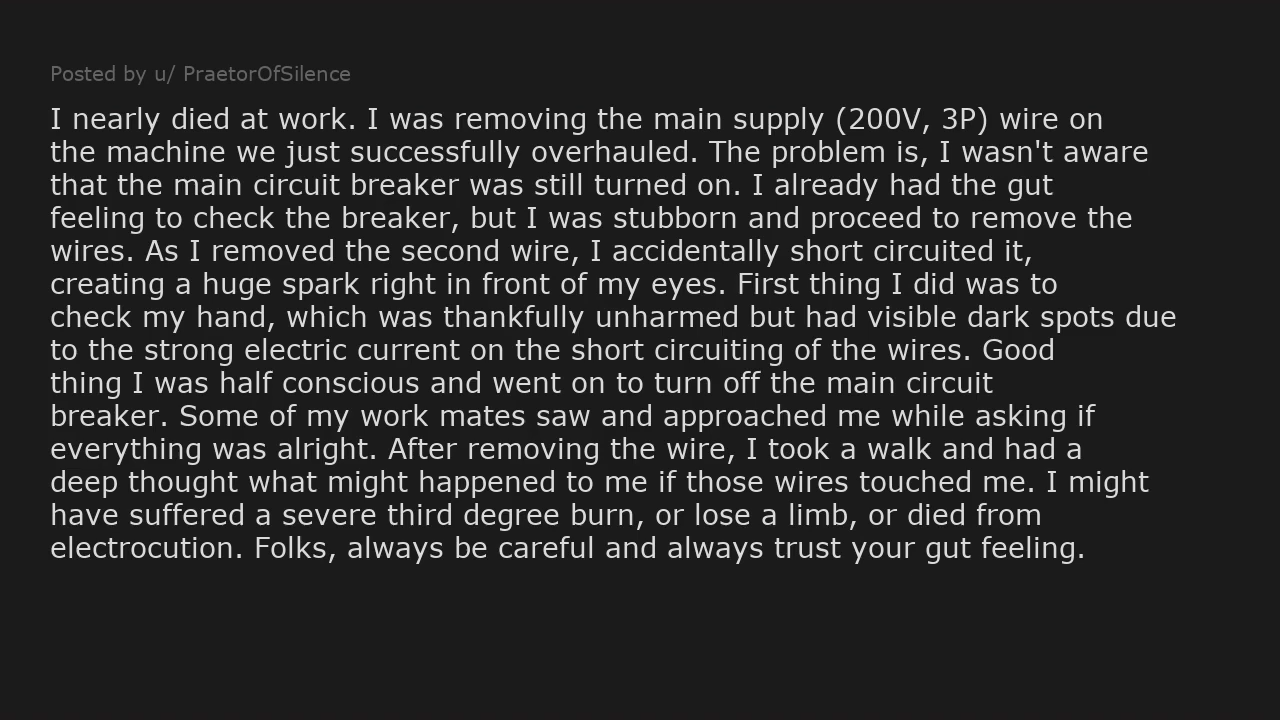 Posted by u/ PraetorOfSilence
I nearly died at work. I was removing the main supply (200V, 3P) wire on
the machine we just successfully overhauled. The problem is, I wasn't aware
that the main circuit breaker was still turned on. I already had the gut
feeling to check the breaker, but I was stubborn and proceed to remove the
wires. As I removed the second wire, I accidentally short circuited it,
creating a huge spark right in front of my eyes. First thing I did was to
check my hand, which was thankfully unharmed but had visible dark spots due
to the strong electric current on the short circuiting of the wires. Good
thing I was half conscious and went on to turn off the main circuit
breaker. Some of my work mates saw and approached me while asking if
everything was alright. After removing the wire, I took a walk and had a
deep thought what might happened to me if those wires touched me. I might
have suffered a severe third degree burn, or lose a limb, or died from
electrocution. Folks, always be careful and always trust your gut feeling.